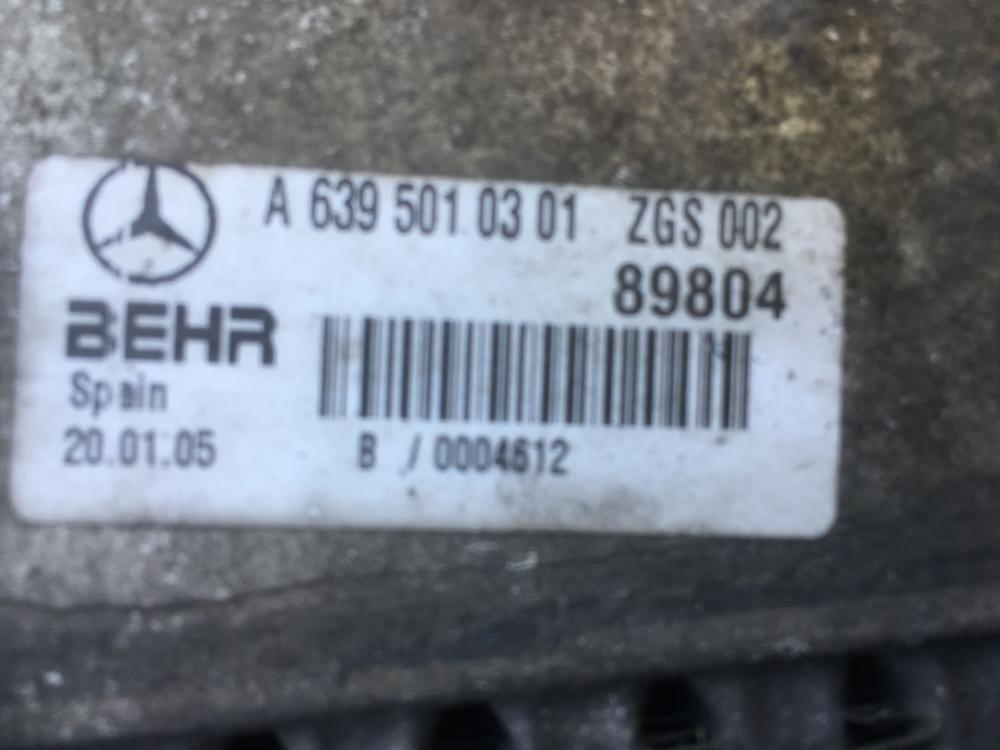 A 639 501 03 01 ZGS 002
89804
BEHR
Spain
20.01.05 B / 0004612